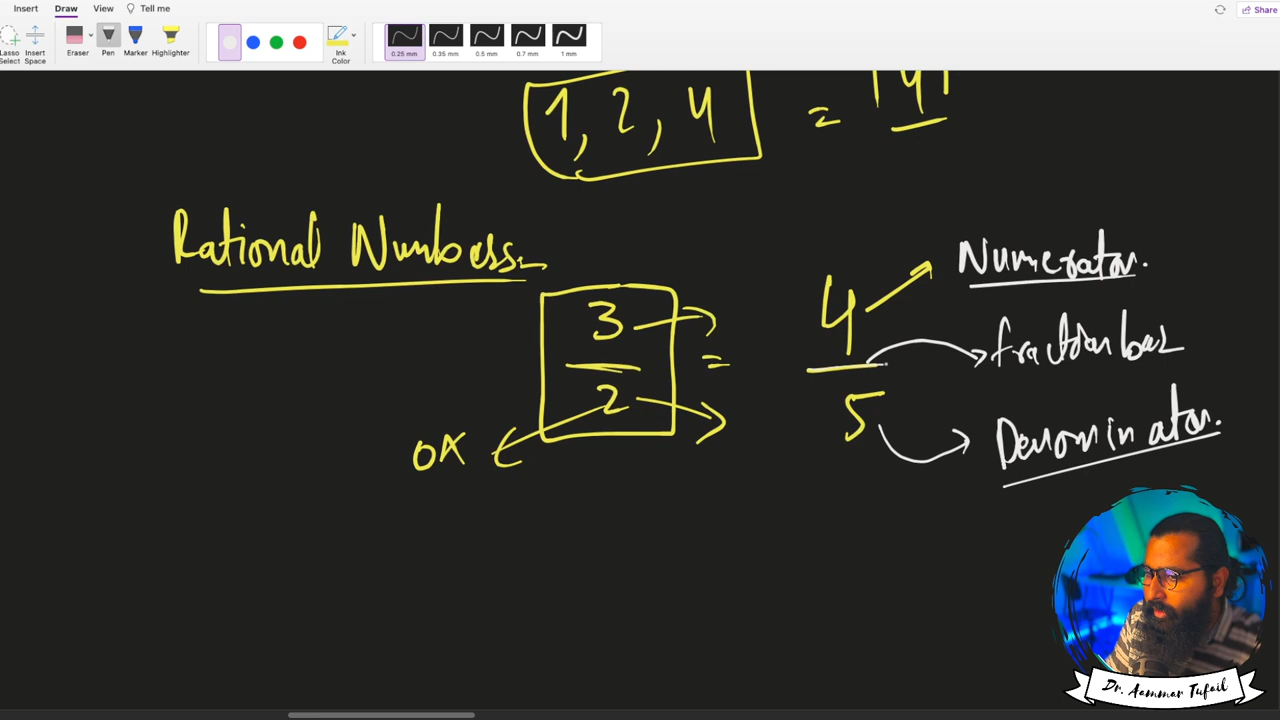 Insert Draw View Tell me
Share
Lasso Select
Insert Space
Eraser
Pen
Marker
Highlighter
Ink Color
0.25 mm 0.35 mm 0.5 mm 0.7 mm 1 mm
1, 2, 4 = |4|
Rational Numbers
3
2
=
4
5
Numerator.
fraction bar
Denominator.
Dr. Aammar Tufail